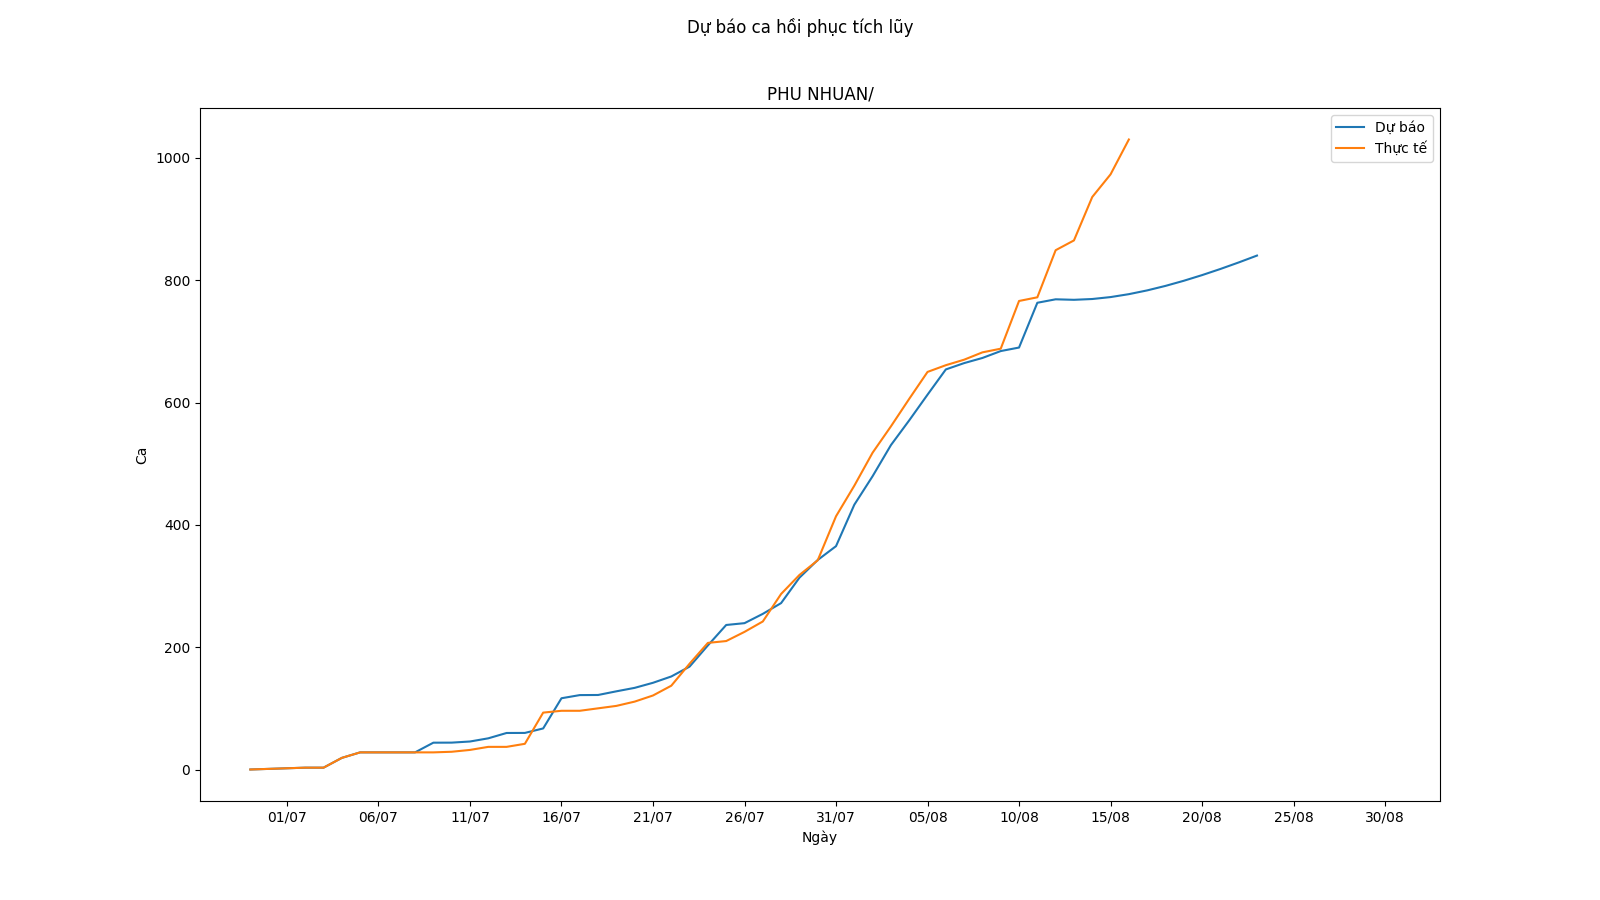 Dự báo ca hồi phục tích lũy
PHU NHUAN/
Dự báo
Thực tế
1000
800
600
400
200
0
Ca
01/07 06/07 11/07 16/07 21/07 26/07 31/07 05/08 10/08 15/08 20/08 25/08 30/08
Ngày